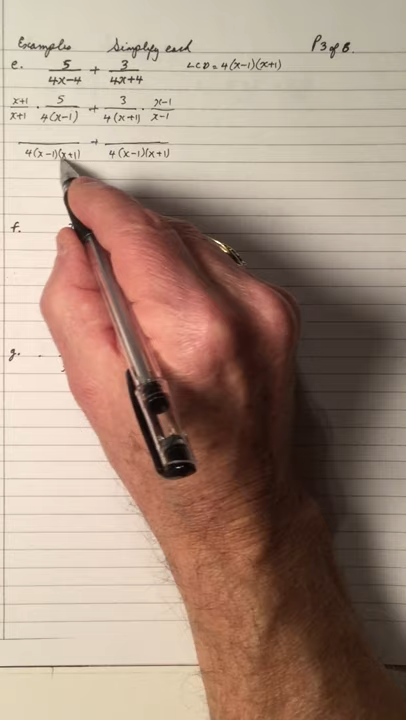 Examples Simplify each P3 of 8.
e. 5/(4x-4) + 3/(4x+4) LCD = 4(x-1)(x+1)
(x+1)/(x+1) · 5/(4(x-1)) + 3/(4(x+1)) · (x-1)/(x-1)
/(4(x-1)(x+1)) + /(4(x-1)(x+1))
f.
g.